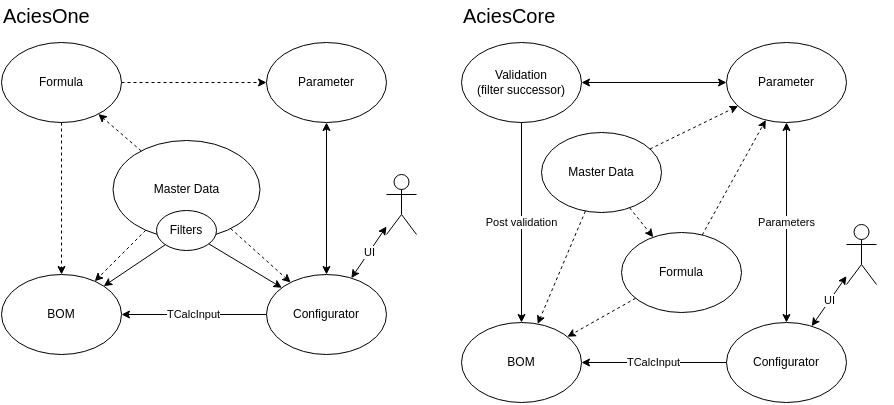 AciesOne
Formula
Parameter
Master Data
Filters
UI
BOM
TCalcInput
Configurator
AciesCore
Validation
(filter successor)
Parameter
Master Data
Post validation
Parameters
Formula
UI
BOM
TCalcInput
Configurator